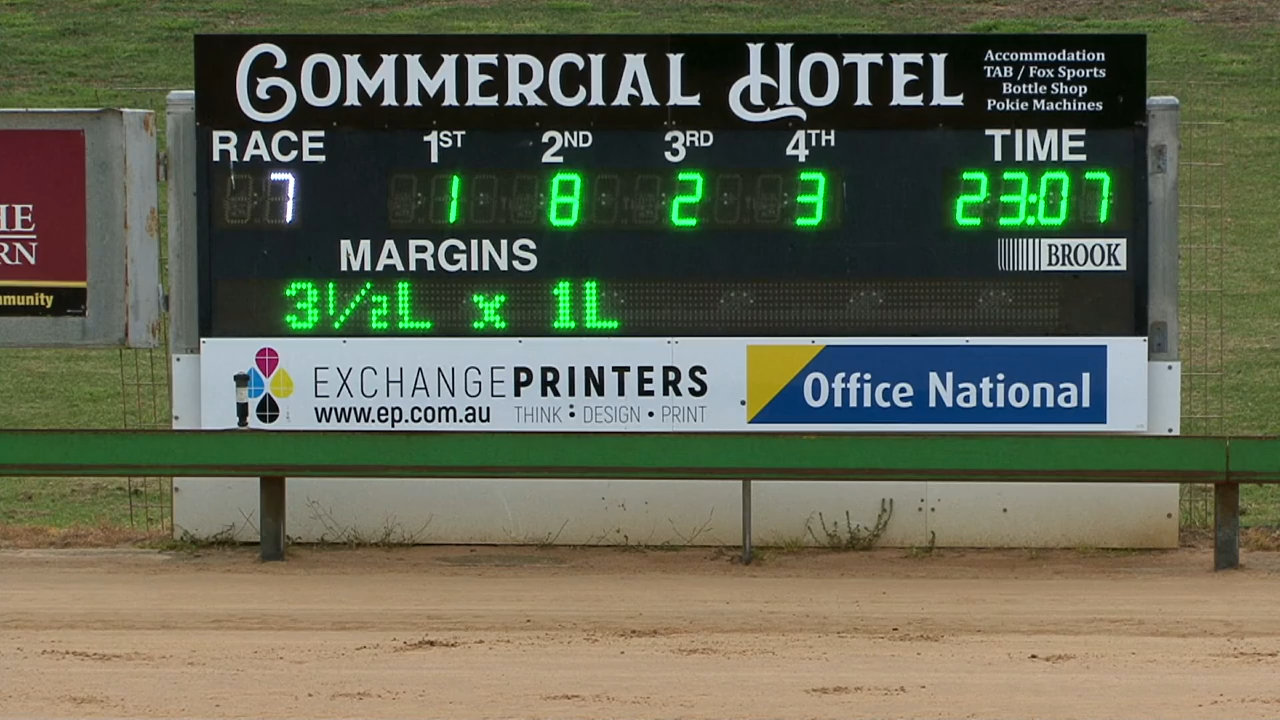 COMMERCIAL HOTEL
Accommodation
TAB / Fox Sports
Bottle Shop
Pokie Machines
RACE 1ST 2ND 3RD 4TH TIME
7 1 8 2 3 23:07
MARGINS
BROOK
3½L x 1L
EXCHANGEPRINTERS
www.ep.com.au THINK : DESIGN • PRINT
Office National